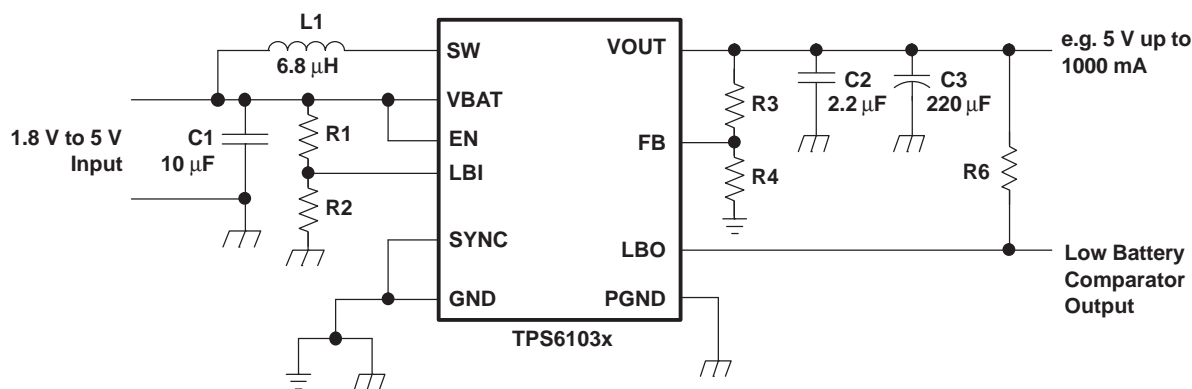 L1
6.8 µH
SW
VBAT
EN
LBI
SYNC
GND
VOUT
FB
LBO
PGND
TPS6103x
1.8 V to 5 V
Input
C1
10 µF
R1
R2
R3
R4
C2
2.2 µF
C3
220 µF
R6
e.g. 5 V up to
1000 mA
Low Battery
Comparator
Output